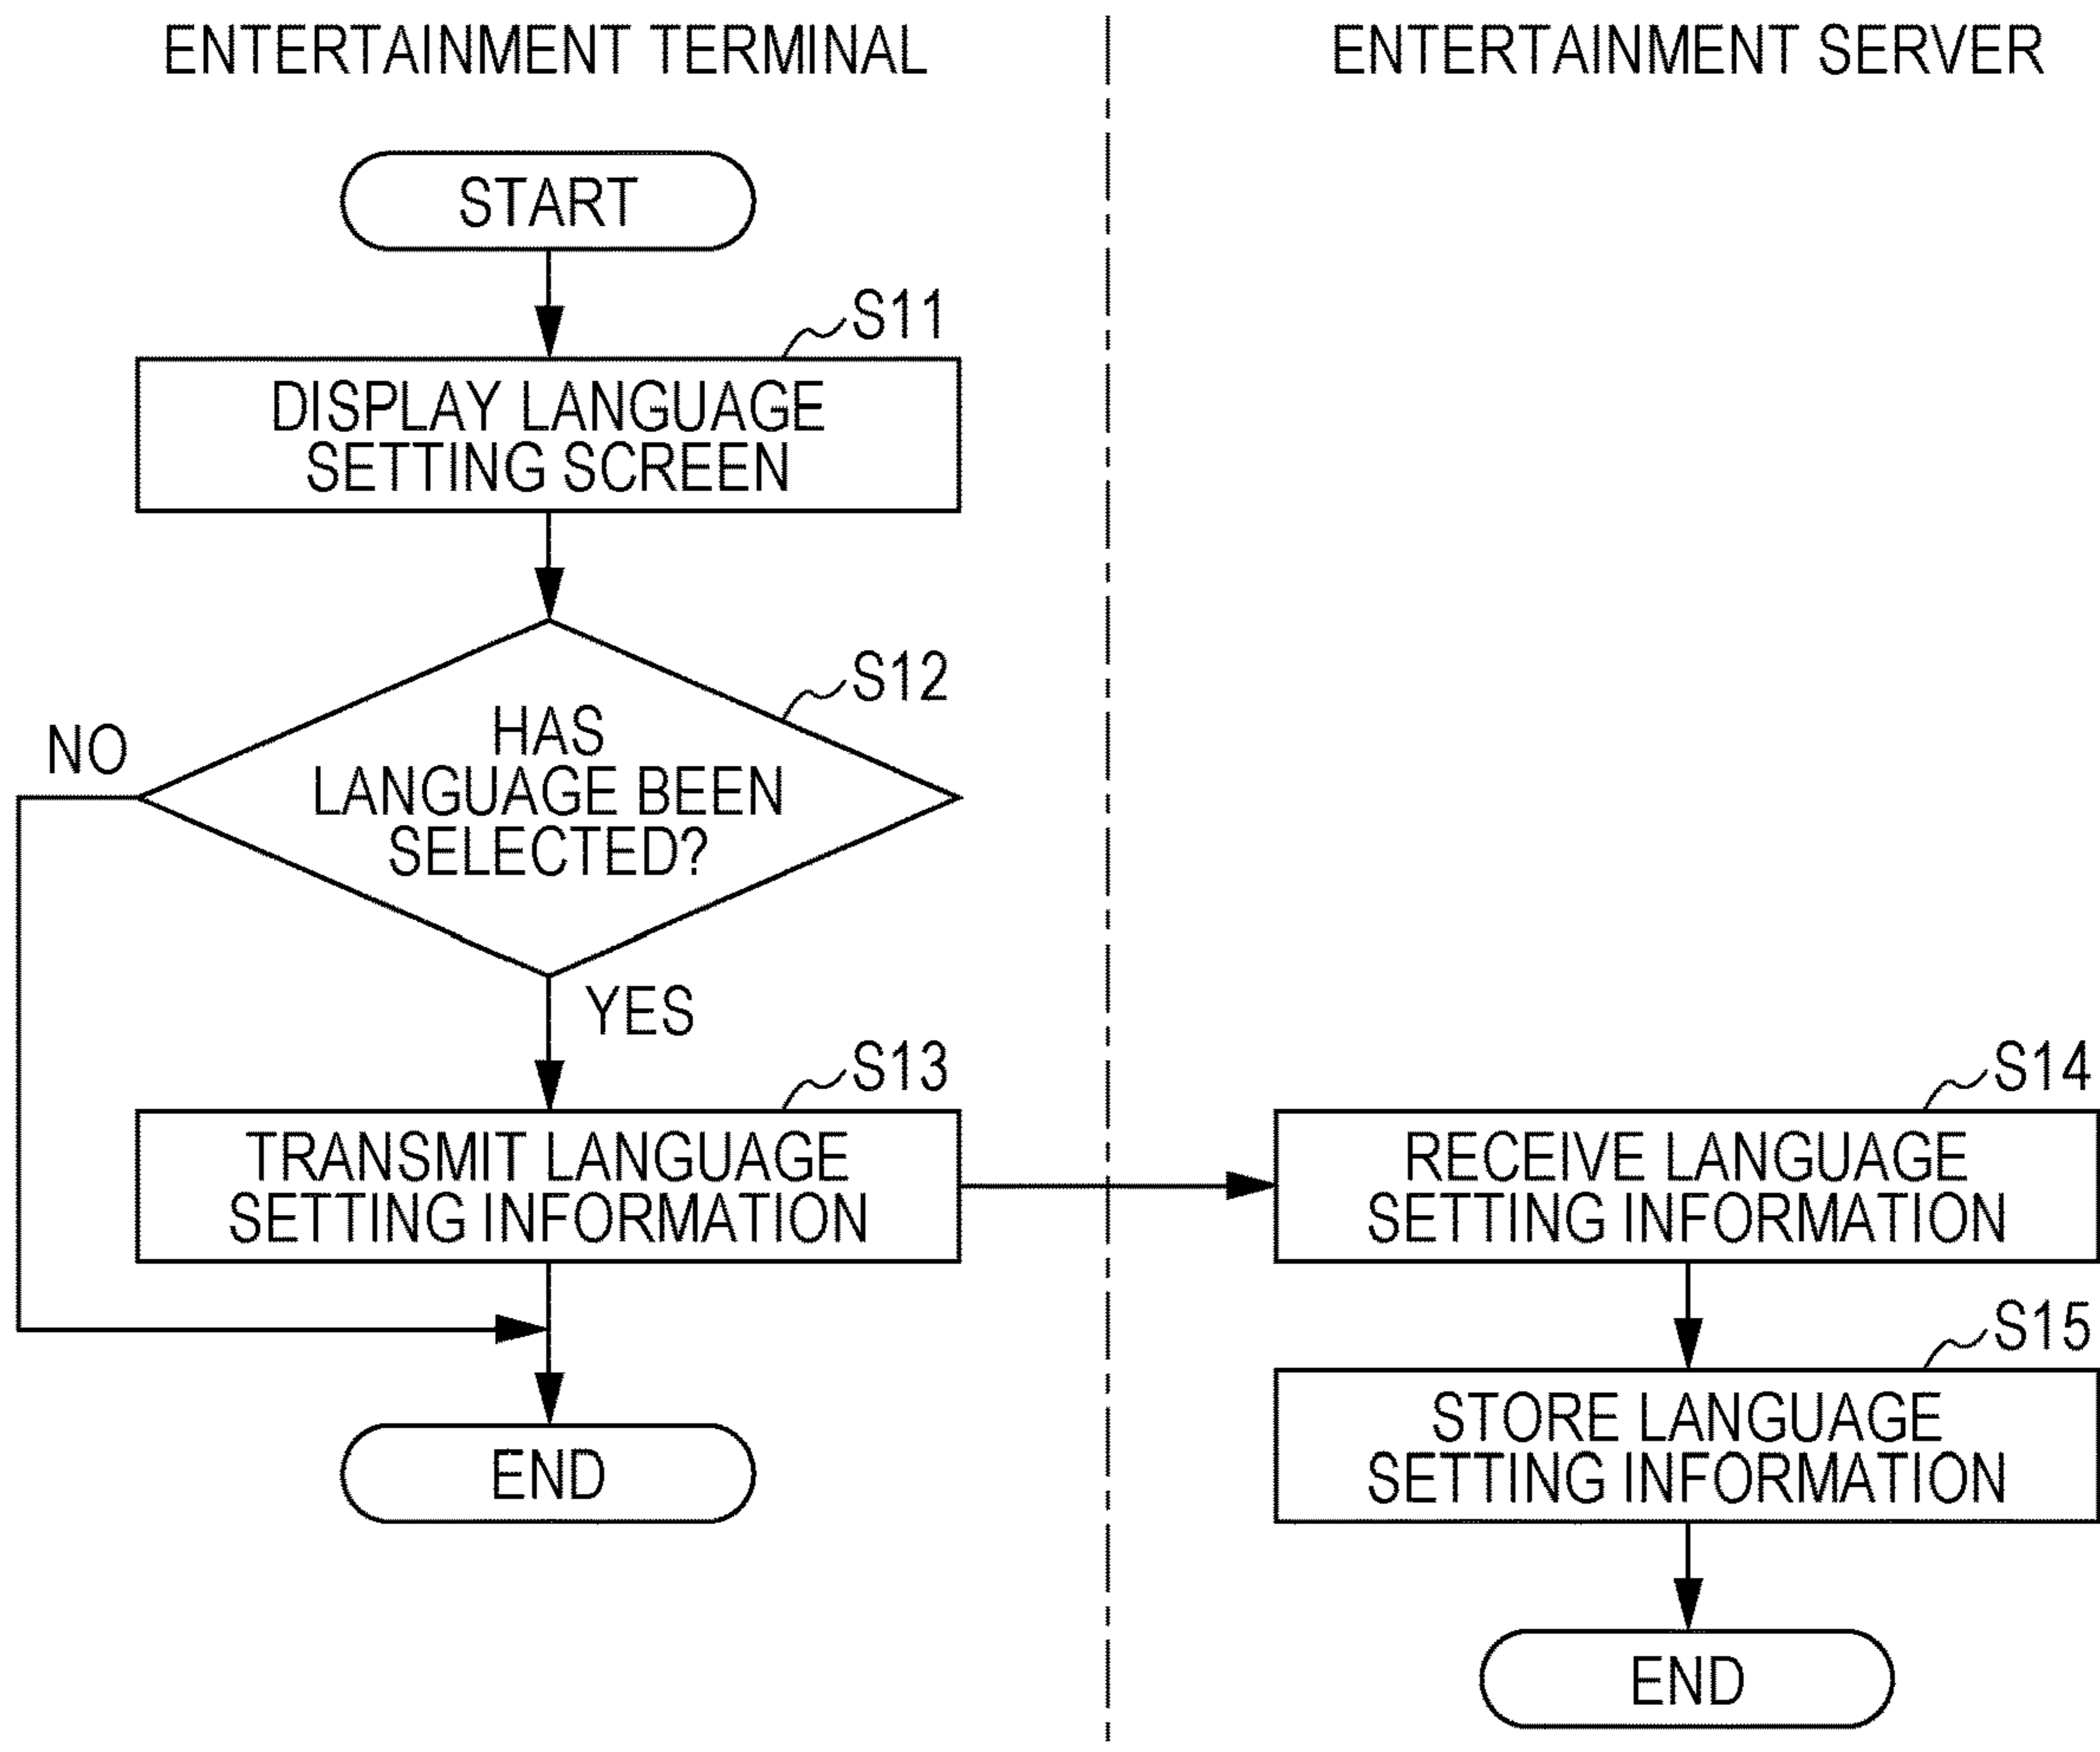 ENTERTAINMENT TERMINAL
ENTERTAINMENT SERVER
START
S11
DISPLAY LANGUAGE
SETTING SCREEN
S12
HAS
LANGUAGE BEEN
SELECTED?
NO
YES
S13
TRANSMIT LANGUAGE
SETTING INFORMATION
END
S14
RECEIVE LANGUAGE
SETTING INFORMATION
S15
STORE LANGUAGE
SETTING INFORMATION
END